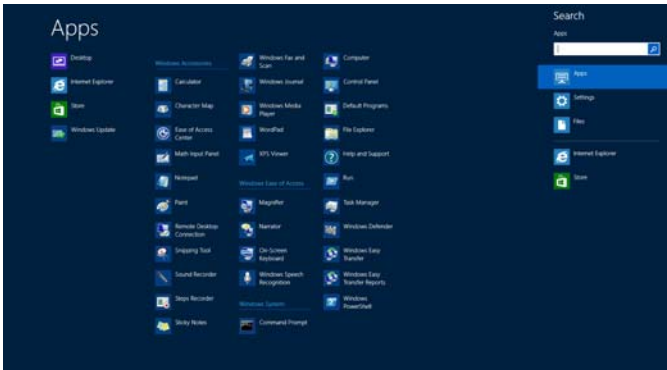 Apps
Desktop
Internet Explorer
Store
Windows Update
Windows Accessories
Calculator
Character Map
Ease of Access
Center
Math Input Panel
Notepad
Paint
Remote Desktop
Connection
Snipping Tool
Sound Recorder
Steps Recorder
Sticky Notes
Windows Fax and
Scan
Windows Journal
Windows Media
Player
WordPad
XPS Viewer
Windows Ease of Access
Magnifier
Narrator
On-Screen
Keyboard
Windows Speech
Recognition
Windows System
Command Prompt
Computer
Control Panel
Default Programs
File Explorer
Help and Support
Run
Task Manager
Windows Defender
Windows Easy
Transfer
Windows Easy
Transfer Reports
Windows
PowerShell
Search
Apps
Apps
Settings
Files
Internet Explorer
Store